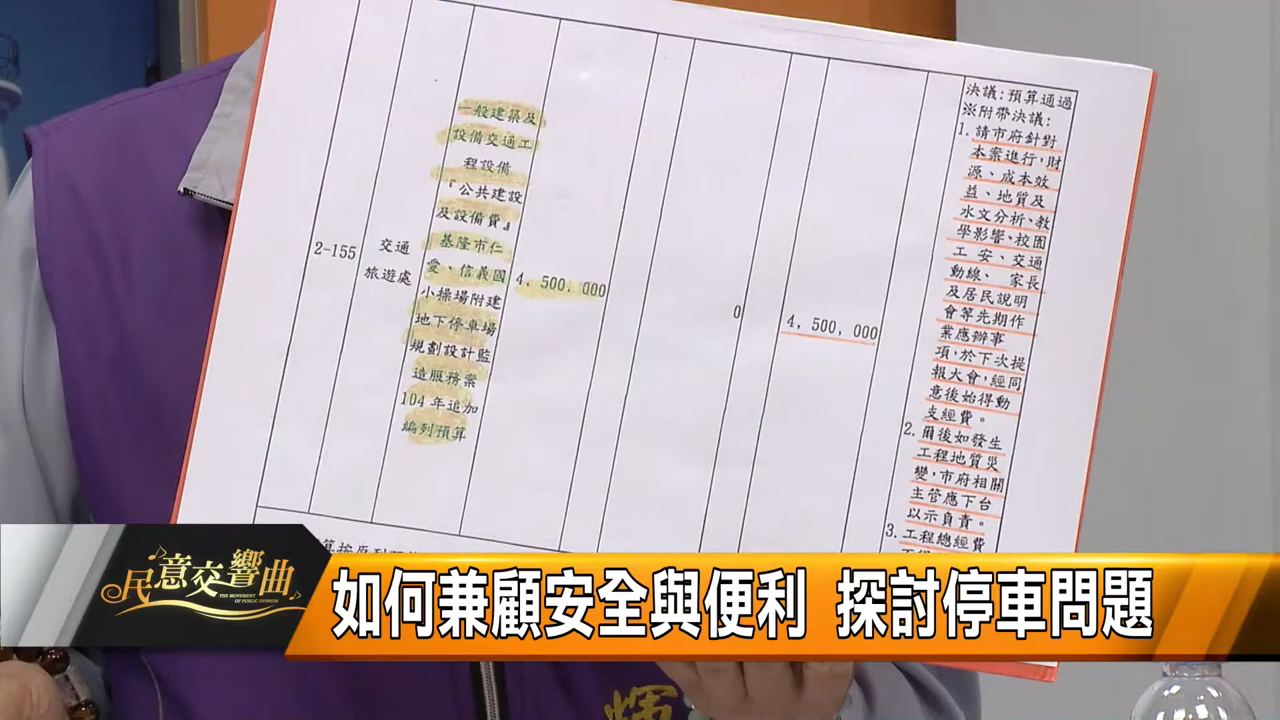 2-155
交通
旅遊處
一般建築及
設備交通工
程設備
『公共建設
及設備費』
基隆市仁
愛、信義國
小操場附建
地下停車場
規劃設計監
造服務案
104年追加
編列預算
4,500,000
0
4,500,000
決議:預算通過
※附帶決議:
1.請市府針對
本案進行,財
源、成本效
益、地質及
水文分析、教
學影響、校園
工安、交通
動線、家長
及居民說明
會等先期作
業應辦事
項,於下次提
報大會,經同
意後始得動
支經費。
2.爾後如發生
工程地質災
變,市府相關
主管應下台
以示負責。
3.工程總經費
民意交響曲
THE MOVEMENT
OF PUBLIC OPINION
如何兼顧安全與便利 探討停車問題
輝